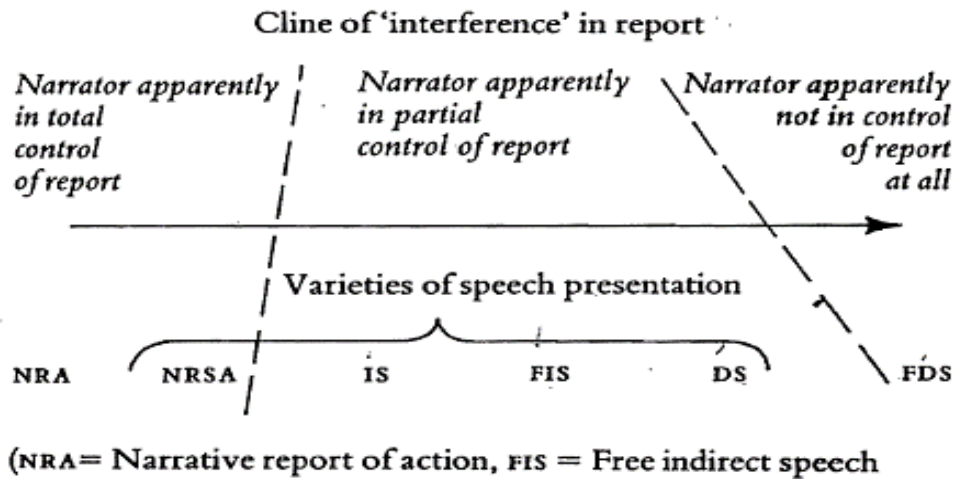 Cline of ‘interference’ in report
Narrator apparently
in total
control
of report
Narrator apparently
in partial
control of report
Narrator apparently
not in control
of report
at all
Varieties of speech presentation
NRA NRSA IS FIS DS FDS
(NRA= Narrative report of action, FIS = Free indirect speech